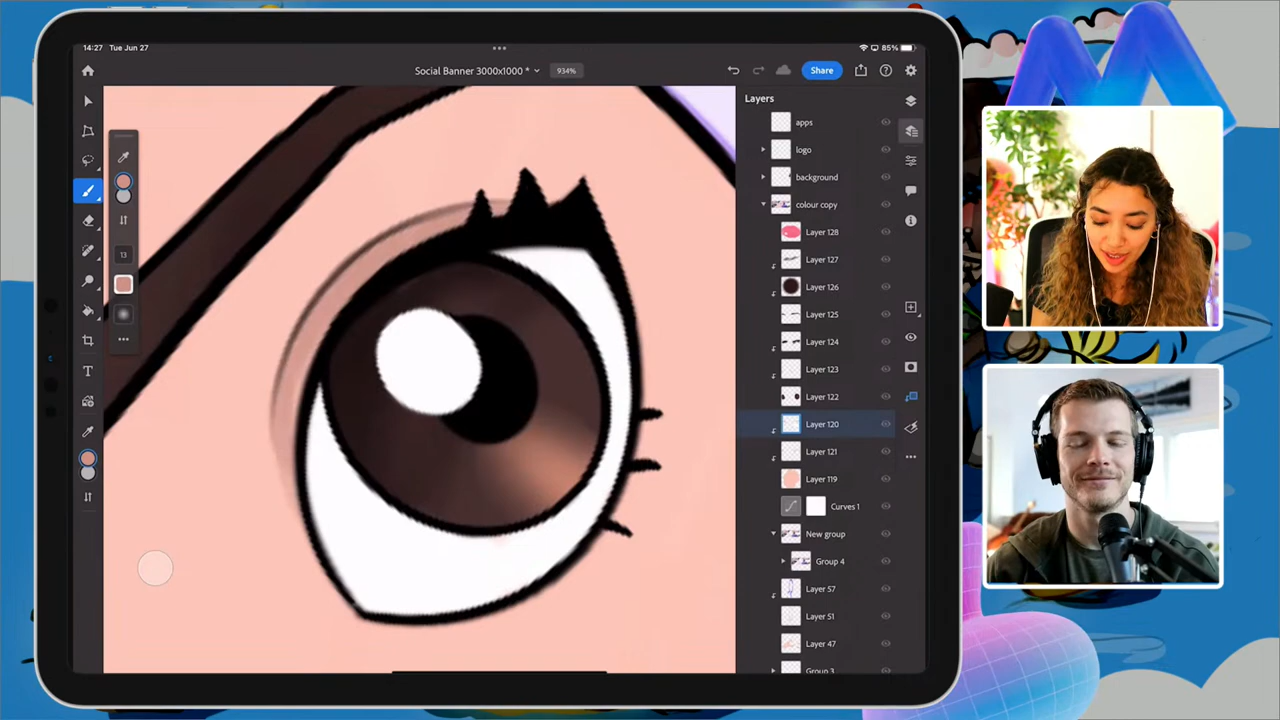 14:27 Tue Jun 27
85%
Social Banner 3000x1000 *
934%
Share
Layers
apps
logo
background
colour copy
Layer 128
Layer 127
Layer 126
Layer 125
Layer 124
Layer 123
Layer 122
Layer 120
Layer 121
Layer 119
Curves 1
New group
Group 4
Layer 57
Layer 51
Layer 47
Group 3
13
T